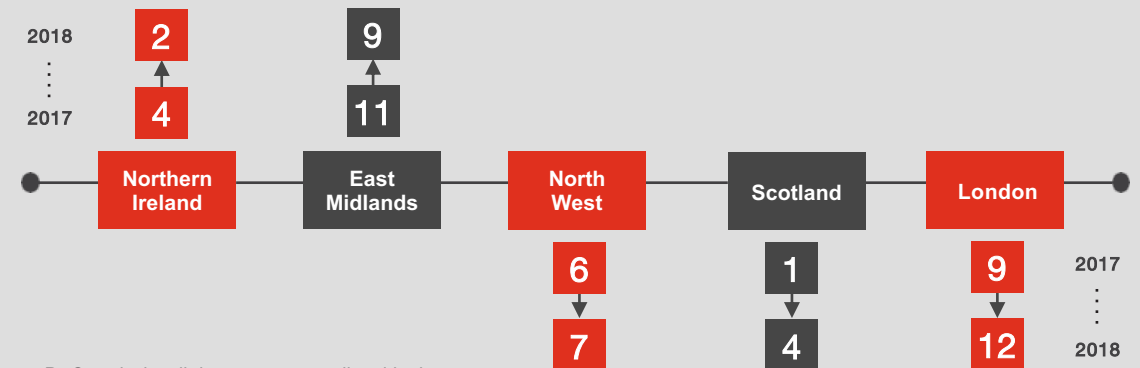 2018
2
9
2017
4
11
Northern
Ireland
East
Midlands
North
West
Scotland
London
6
1
9
2017
7
4
12
2018